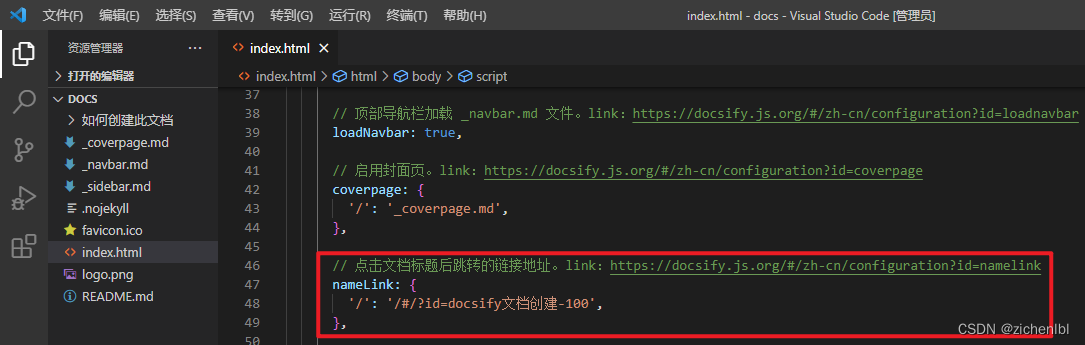 文件(F) 编辑(E) 选择(S) 查看(V) 转到(G) 运行(R) 终端(T) 帮助(H) index.html - docs - Visual Studio Code [管理员]
资源管理器 ···
打开的编辑器
DOCS
如何创建此文档
_coverpage.md
_navbar.md
_sidebar.md
.nojekyll
favicon.ico
index.html
logo.png
README.md
index.html
index.html > html > body > script
37
38 // 顶部导航栏加载 _navbar.md 文件。link: https://docsify.js.org/#/zh-cn/configuration?id=loadnavbar
39 loadNavbar: true,
40
41 // 启用封面页。link: https://docsify.js.org/#/zh-cn/configuration?id=coverpage
42 coverpage: {
43 '/': '_coverpage.md',
44 },
45
46 // 点击文档标题后跳转的链接地址。link: https://docsify.js.org/#/zh-cn/configuration?id=namelink
47 nameLink: {
48 '/': '/#/?id=docsify文档创建-100',
49 },
50
CSDN @zichenlbl